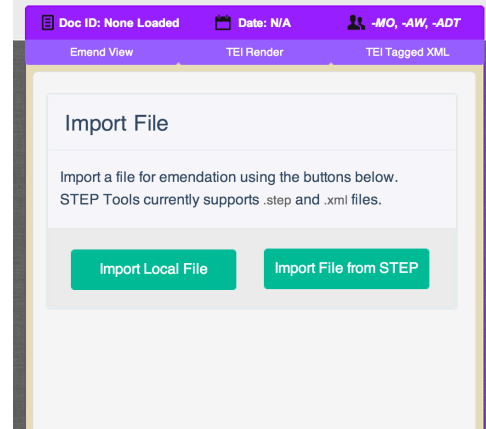 Doc ID: None Loaded Date: N/A -MO, -AW, -ADT
Emend View TEI Render TEI Tagged XML
Import File
Import a file for emendation using the buttons below.
STEP Tools currently supports .step and .xml files.
Import Local File Import File from STEP